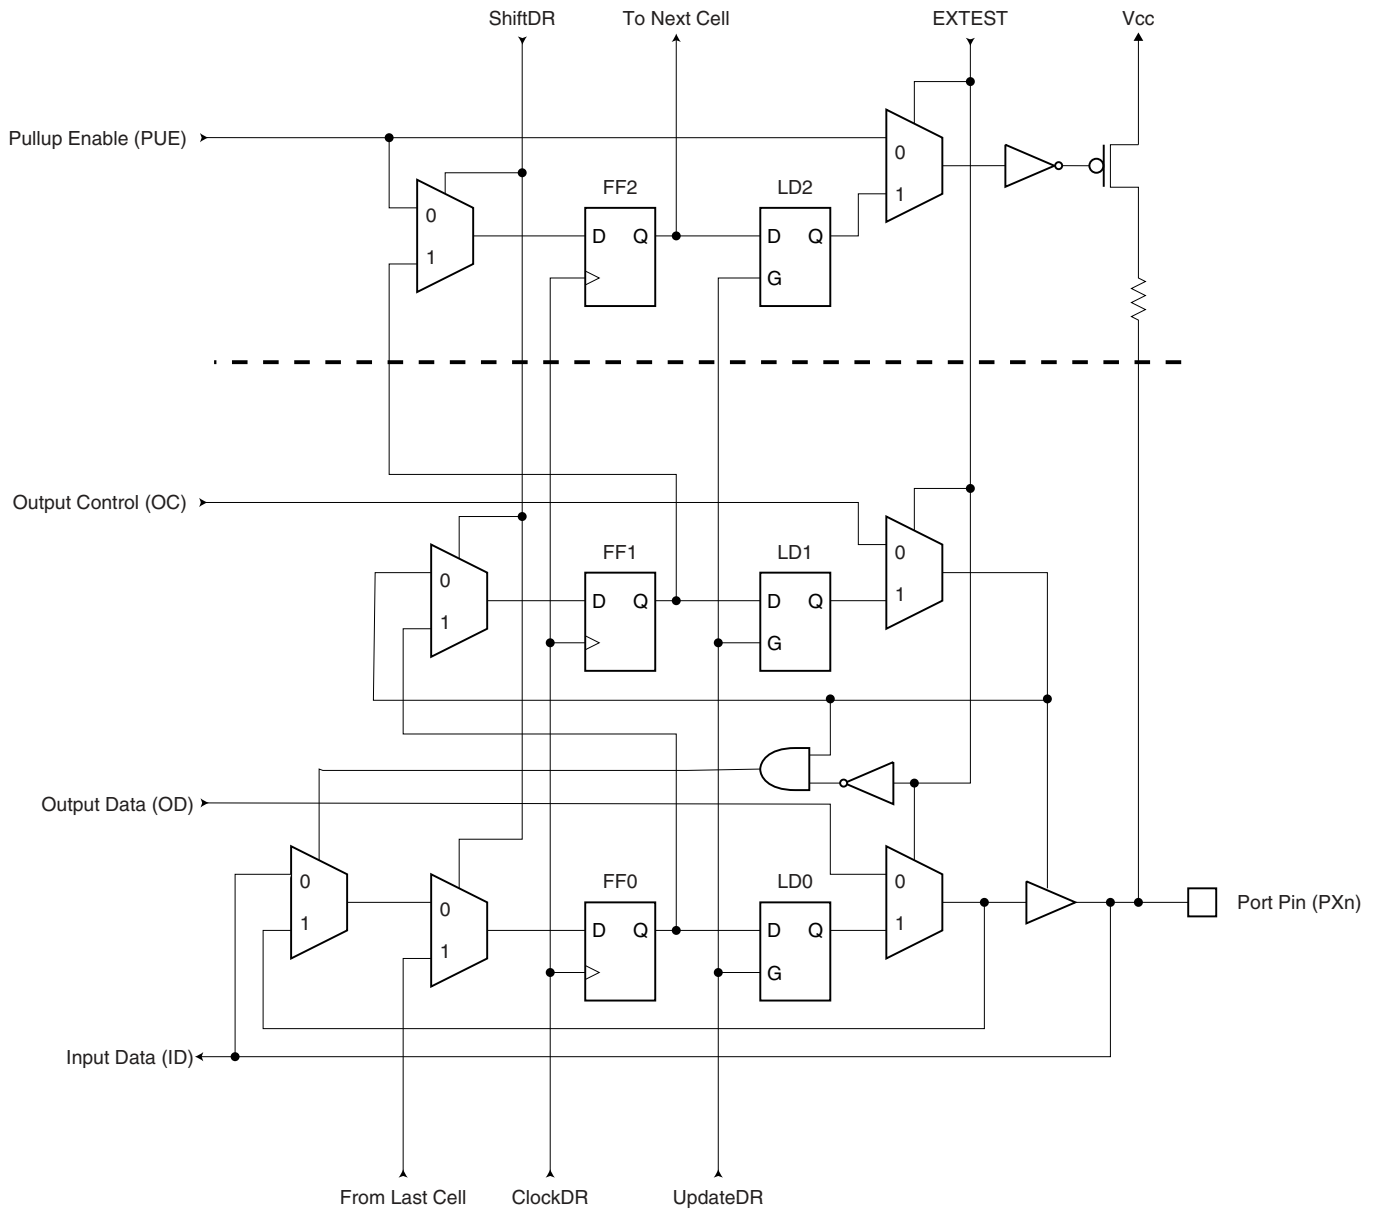 ShiftDR To Next Cell EXTEST Vcc
Pullup Enable (PUE)
0
1
FF2 LD2
0
1
D Q D Q
G
Output Control (OC)
FF1 LD1
0
1
0
1
D Q D Q
G
Output Data (OD)
0
1
0
1
FF0 LD0
0
1
D Q D Q
G
Port Pin (PXn)
Input Data (ID)
From Last Cell ClockDR UpdateDR